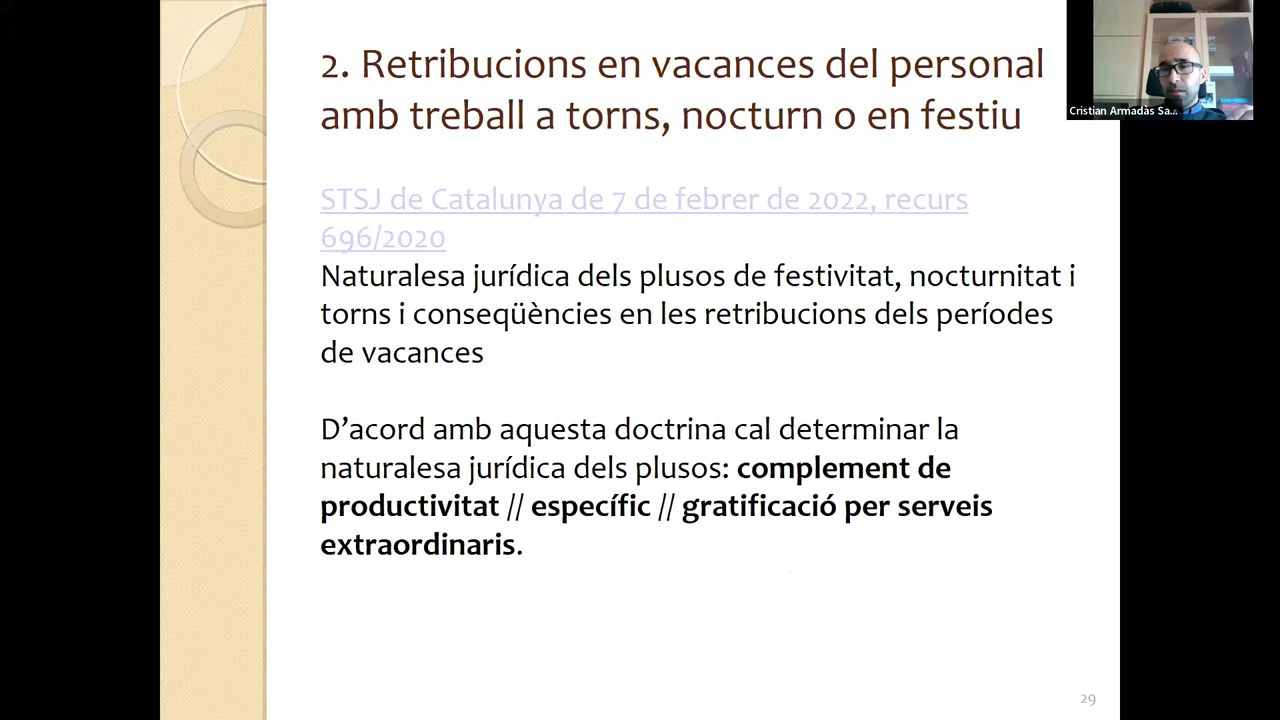 2. Retribucions en vacances del personal
amb treball a torns, nocturn o en festiu
Cristian Armadàs Sa...
STSJ de Catalunya de 7 de febrer de 2022, recurs
696/2020
Naturalesa jurídica dels plusos de festivitat, nocturnitat i
torns i conseqüències en les retribucions dels períodes
de vacances
D’acord amb aquesta doctrina cal determinar la
naturalesa jurídica dels plusos: complement de
productivitat // específic // gratificació per serveis
extraordinaris.
29